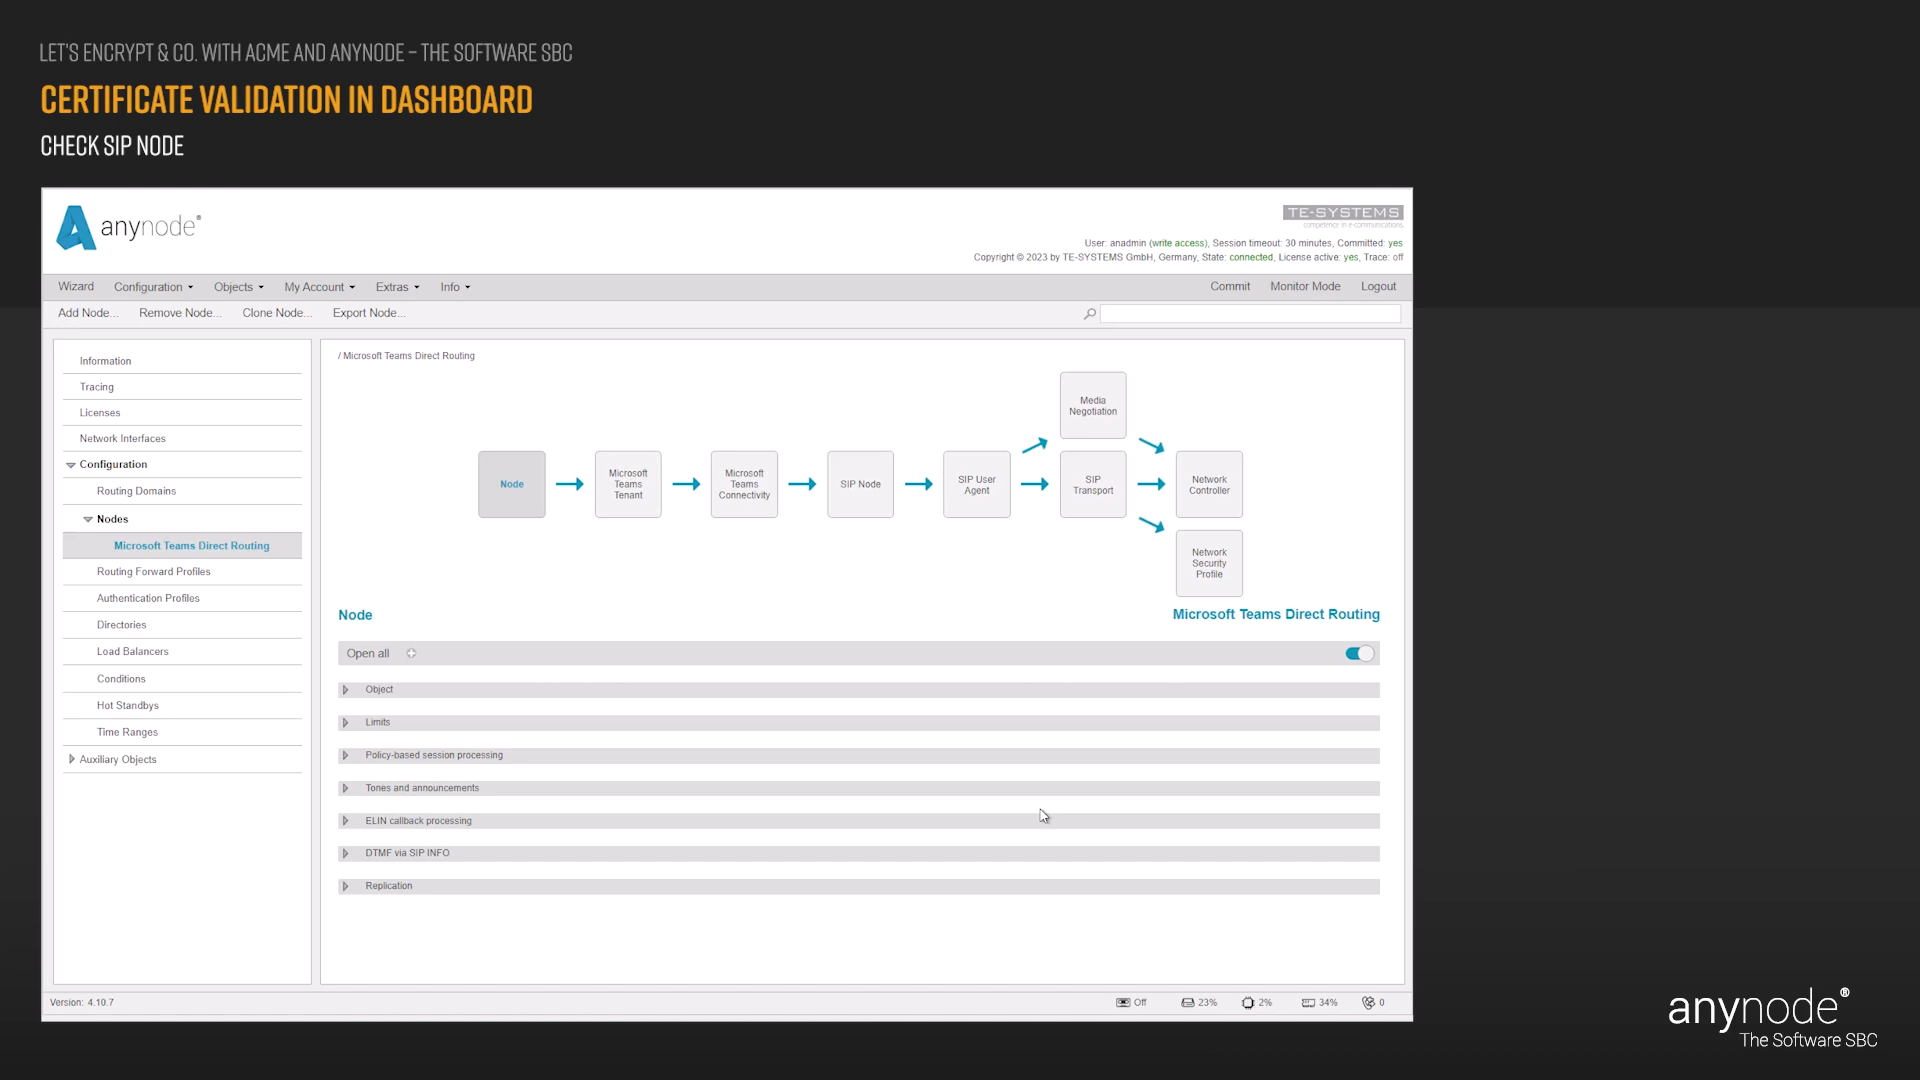 LET'S ENCRYPT & CO. WITH ACME AND ANYNODE – THE SOFTWARE SBC
CERTIFICATE VALIDATION IN DASHBOARD
CHECK SIP NODE
anynode®
TE-SYSTEMS
competence in e-communications.
User: anadmin (write access), Session timeout: 30 minutes, Committed: yes
Copyright © 2023 by TE-SYSTEMS GmbH, Germany, State: connected, License active: yes, Trace: off
Wizard Configuration Objects My Account Extras Info Commit Monitor Mode Logout
Add Node... Remove Node... Clone Node... Export Node...
Information
Tracing
Licenses
Network Interfaces
Configuration
Routing Domains
Nodes
Microsoft Teams Direct Routing
Routing Forward Profiles
Authentication Profiles
Directories
Load Balancers
Conditions
Hot Standbys
Time Ranges
Auxiliary Objects
/ Microsoft Teams Direct Routing
Node
Microsoft
Teams
Tenant
Microsoft
Teams
Connectivity
SIP Node
SIP User
Agent
Media
Negotiation
SIP
Transport
Network
Controller
Network
Security
Profile
Node
Microsoft Teams Direct Routing
Open all
Object
Limits
Policy-based session processing
Tones and announcements
ELIN callback processing
DTMF via SIP INFO
Replication
Version: 4.10.7
Off 23% 2% 34% 0
anynode®
The Software SBC